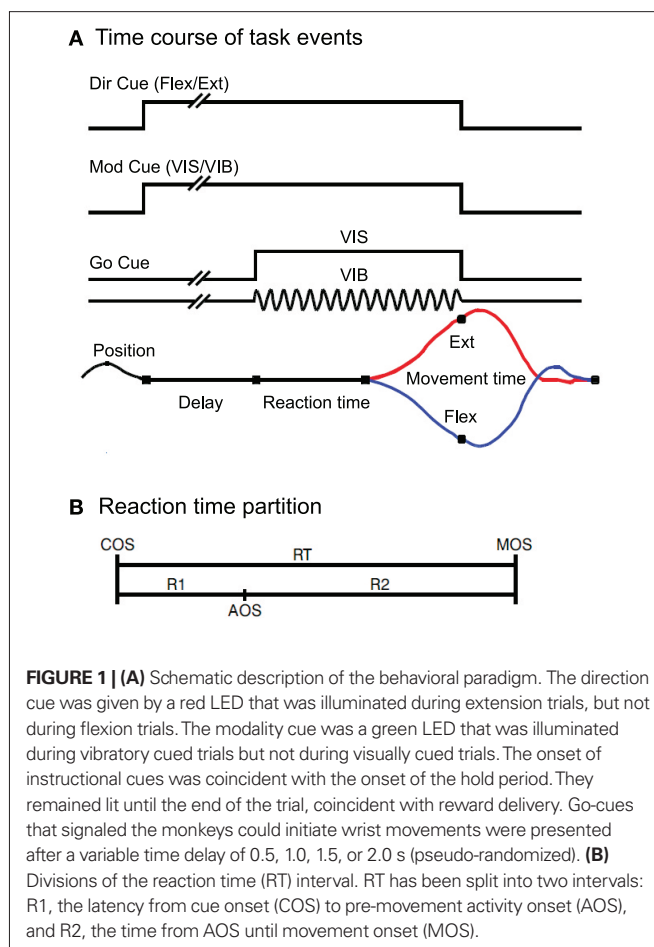 A Time course of task events
Dir Cue (Flex/Ext)
Mod Cue (VIS/VIB)
VIS
Go Cue
VIB
Position
Ext
Movement time
Delay
Reaction time
Flex
B Reaction time partition
COS
MOS
RT
R1
R2
AOS
FIGURE 1 | (A) Schematic description of the behavioral paradigm. The direction
cue was given by a red LED that was illuminated during extension trials, but not
during flexion trials. The modality cue was a green LED that was illuminated
during vibratory cued trials but not during visually cued trials. The onset of
instructional cues was coincident with the onset of the hold period. They
remained lit until the end of the trial, coincident with reward delivery. Go-cues
that signaled the monkeys could initiate wrist movements were presented
after a variable time delay of 0.5, 1.0, 1.5, or 2.0 s (pseudo-randomized). (B)
Divisions of the reaction time (RT) interval. RT has been split into two intervals:
R1, the latency from cue onset (COS) to pre-movement activity onset (AOS),
and R2, the time from AOS until movement onset (MOS).